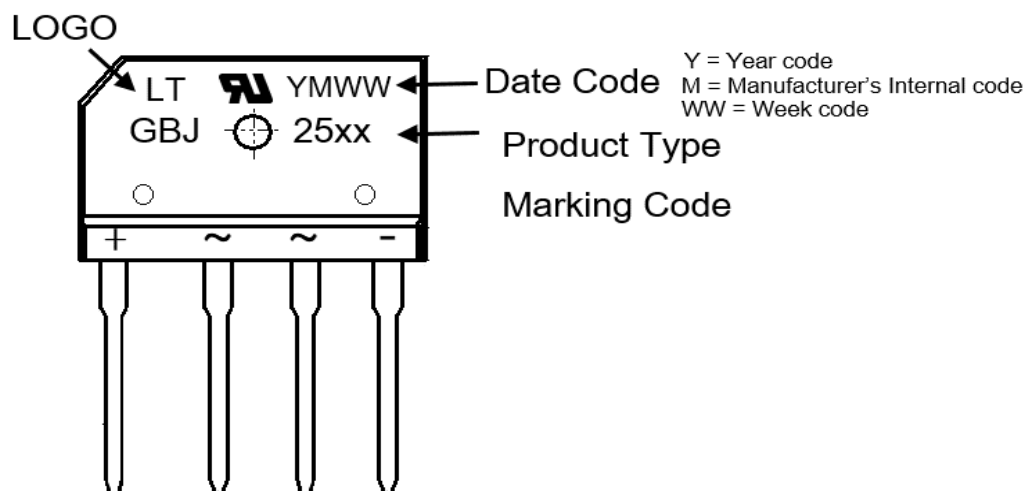 LOGO
LT RU YMWW
Date Code
Y = Year code
M = Manufacturer's Internal code
WW = Week code
GBJ 25xx
Product Type
Marking Code
+ ~ ~ -